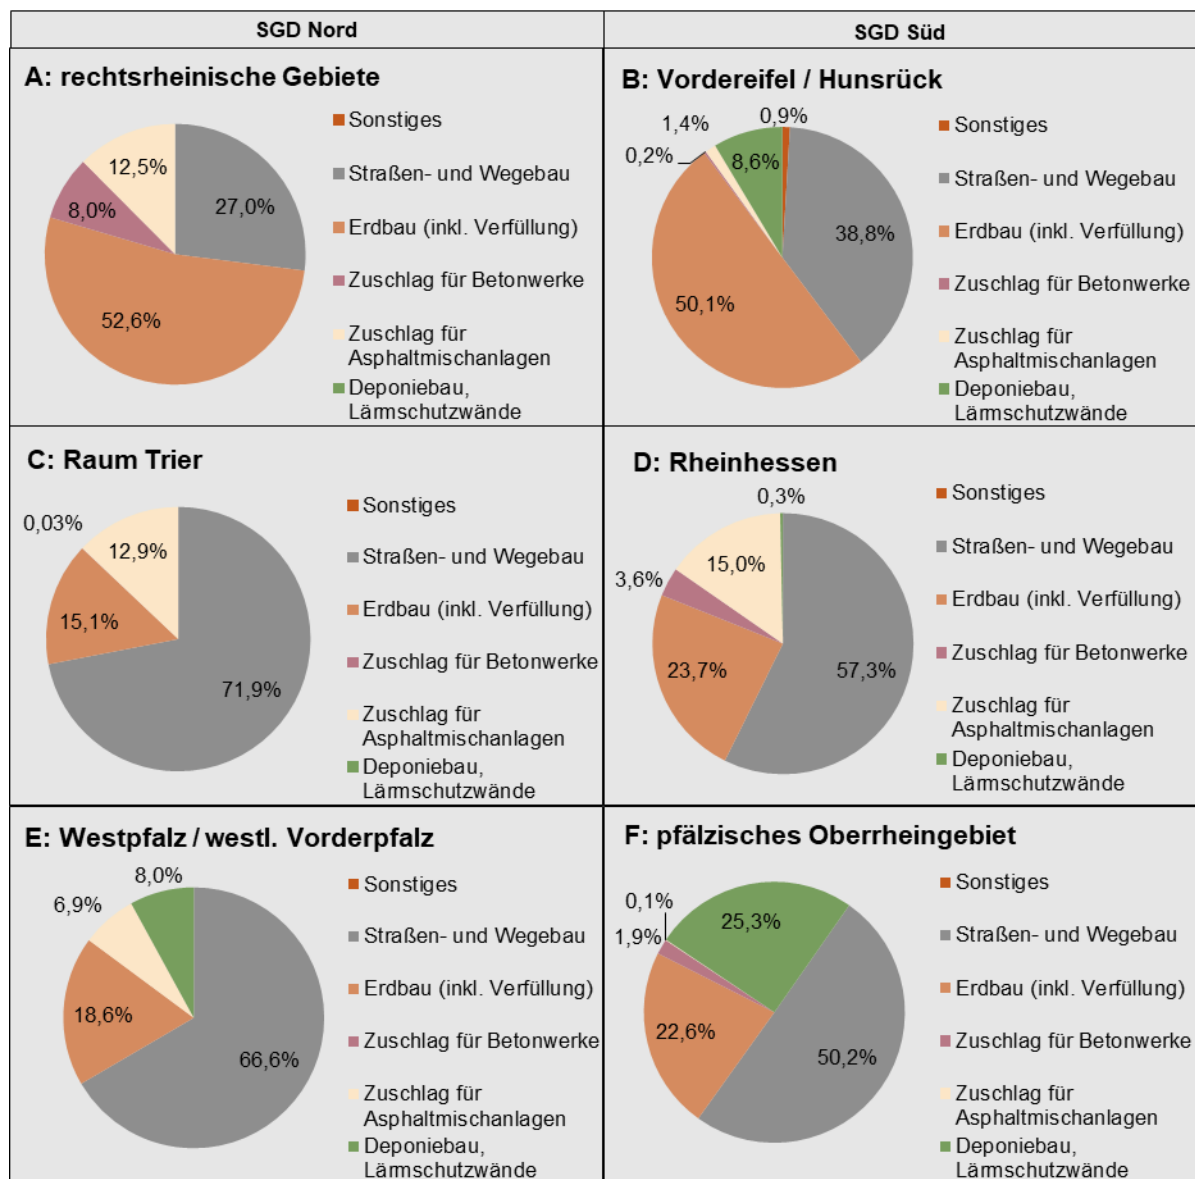 SGD Nord
SGD Süd
A: rechtsrheinische Gebiete
12,5%
27,0%
8,0%
52,6%
Sonstiges
Straßen- und Wegebau
Erdbau (inkl. Verfüllung)
Zuschlag für Betonwerke
Zuschlag für
Asphaltmischanlagen
Deponiebau,
Lärmschutzwände
B: Vordereifel / Hunsrück
0,9%
1,4%
0,2%
8,6%
38,8%
50,1%
Sonstiges
Straßen- und Wegebau
Erdbau (inkl. Verfüllung)
Zuschlag für Betonwerke
Zuschlag für
Asphaltmischanlagen
Deponiebau,
Lärmschutzwände
C: Raum Trier
0,03%
12,9%
15,1%
71,9%
Sonstiges
Straßen- und Wegebau
Erdbau (inkl. Verfüllung)
Zuschlag für Betonwerke
Zuschlag für
Asphaltmischanlagen
Deponiebau,
Lärmschutzwände
D: Rheinhessen
0,3%
15,0%
3,6%
23,7%
57,3%
Sonstiges
Straßen- und Wegebau
Erdbau (inkl. Verfüllung)
Zuschlag für Betonwerke
Zuschlag für
Asphaltmischanlagen
Deponiebau,
Lärmschutzwände
E: Westpfalz / westl. Vorderpfalz
8,0%
6,9%
18,6%
66,6%
Sonstiges
Straßen- und Wegebau
Erdbau (inkl. Verfüllung)
Zuschlag für Betonwerke
Zuschlag für
Asphaltmischanlagen
Deponiebau,
Lärmschutzwände
F: pfälzisches Oberrheingebiet
0,1%
25,3%
1,9%
22,6%
50,2%
Sonstiges
Straßen- und Wegebau
Erdbau (inkl. Verfüllung)
Zuschlag für Betonwerke
Zuschlag für
Asphaltmischanlagen
Deponiebau,
Lärmschutzwände